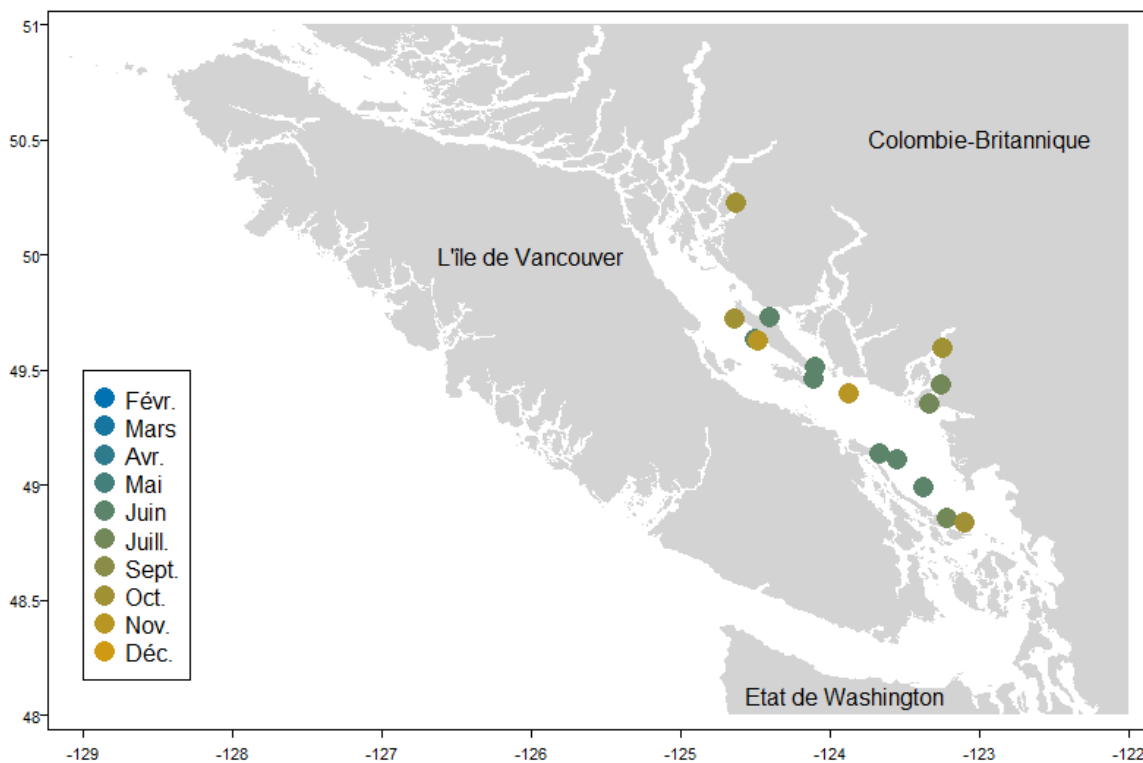 51
50.5
50
49.5
49
48.5
48
Colombie-Britannique
L'île de Vancouver
Févr.
Mars
Avr.
Mai
Juin
Juill.
Sept.
Oct.
Nov.
Déc.
Etat de Washington
-129
-128
-127
-126
-125
-124
-123
-122